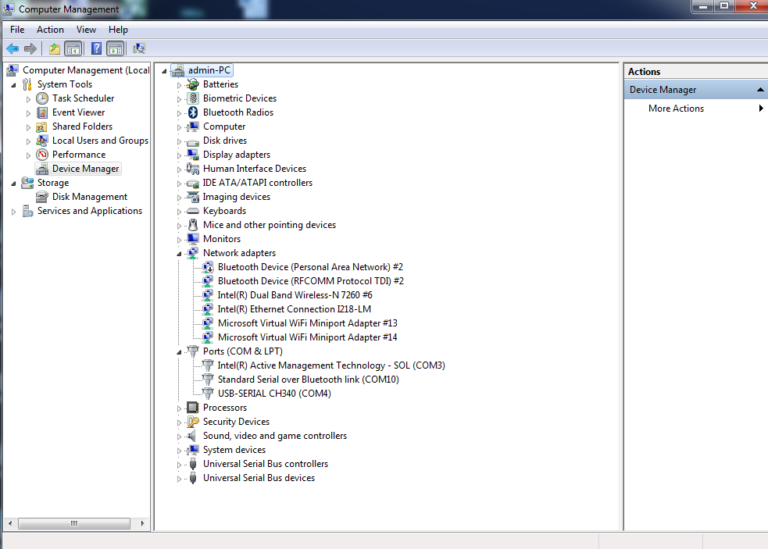 Computer Management
File Action View Help
Computer Management (Local
System Tools
Task Scheduler
Event Viewer
Shared Folders
Local Users and Groups
Performance
Device Manager
Storage
Disk Management
Services and Applications
admin-PC
Batteries
Biometric Devices
Bluetooth Radios
Computer
Disk drives
Display adapters
Human Interface Devices
IDE ATA/ATAPI controllers
Imaging devices
Keyboards
Mice and other pointing devices
Monitors
Network adapters
Bluetooth Device (Personal Area Network) #2
Bluetooth Device (RFCOMM Protocol TDI) #2
Intel(R) Dual Band Wireless-N 7260 #6
Intel(R) Ethernet Connection I218-LM
Microsoft Virtual WiFi Miniport Adapter #13
Microsoft Virtual WiFi Miniport Adapter #14
Ports (COM & LPT)
Intel(R) Active Management Technology - SOL (COM3)
Standard Serial over Bluetooth link (COM10)
USB-SERIAL CH340 (COM4)
Processors
Security Devices
Sound, video and game controllers
System devices
Universal Serial Bus controllers
Universal Serial Bus devices
Actions
Device Manager
More Actions